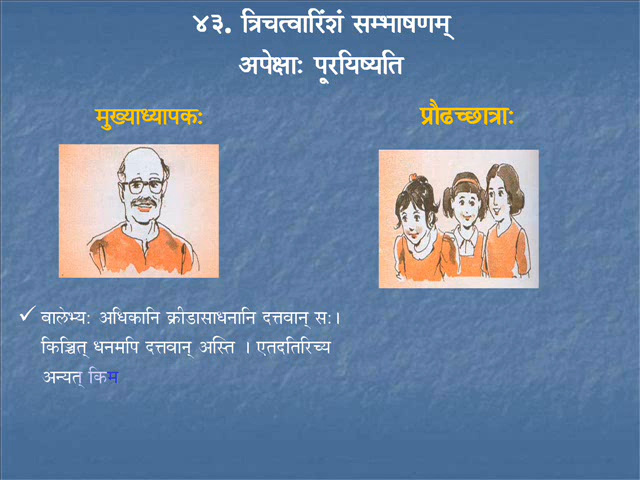 ४३. त्रिचत्वारिंशं सम्भाषणम्
अपेक्षाः पूरयिष्यति
मुख्याध्यापकः
प्रौढच्छात्राः
✓ वालेभ्यः अधिकानि क्रीडासाधनानि दत्तवान् सः।
किञ्चित् धनमपि दत्तवान् अस्ति । एतदतिरिच्य
अन्यत् किम